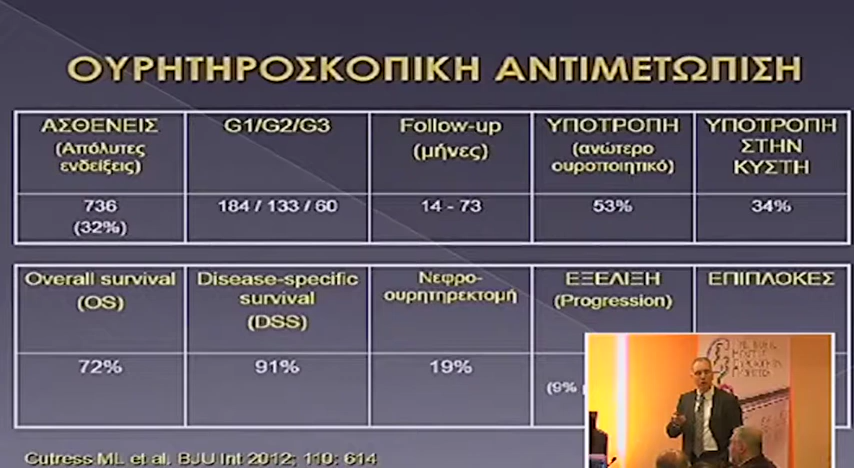 ΟΥΡΗΤΗΡΟΣΚΟΠΙΚΗ ΑΝΤΙΜΕΤΩΠΙΣΗ
ΑΣΘΕΝΕΙΣ
(Απόλυτες
ενδείξεις)
G1/G2/G3
Follow-up
(μήνες)
ΥΠΟΤΡΟΠΗ
(ανώτερο
ουροποιητικό)
ΥΠΟΤΡΟΠΗ
ΣΤΗΝ
ΚΥΣΤΗ
736
(32%)
184 / 133 / 60
14 - 73
53%
34%
Overall survival
(OS)
Disease-specific
survival
(DSS)
Νεφρο-
ουρητηρεκτομή
ΕΞΕΛΙΞΗ
(Progression)
ΕΠΙΠΛΟΚΕΣ
72%
91%
19%
(9%
Cutress ML et al, BJU Int 2012; 110: 614